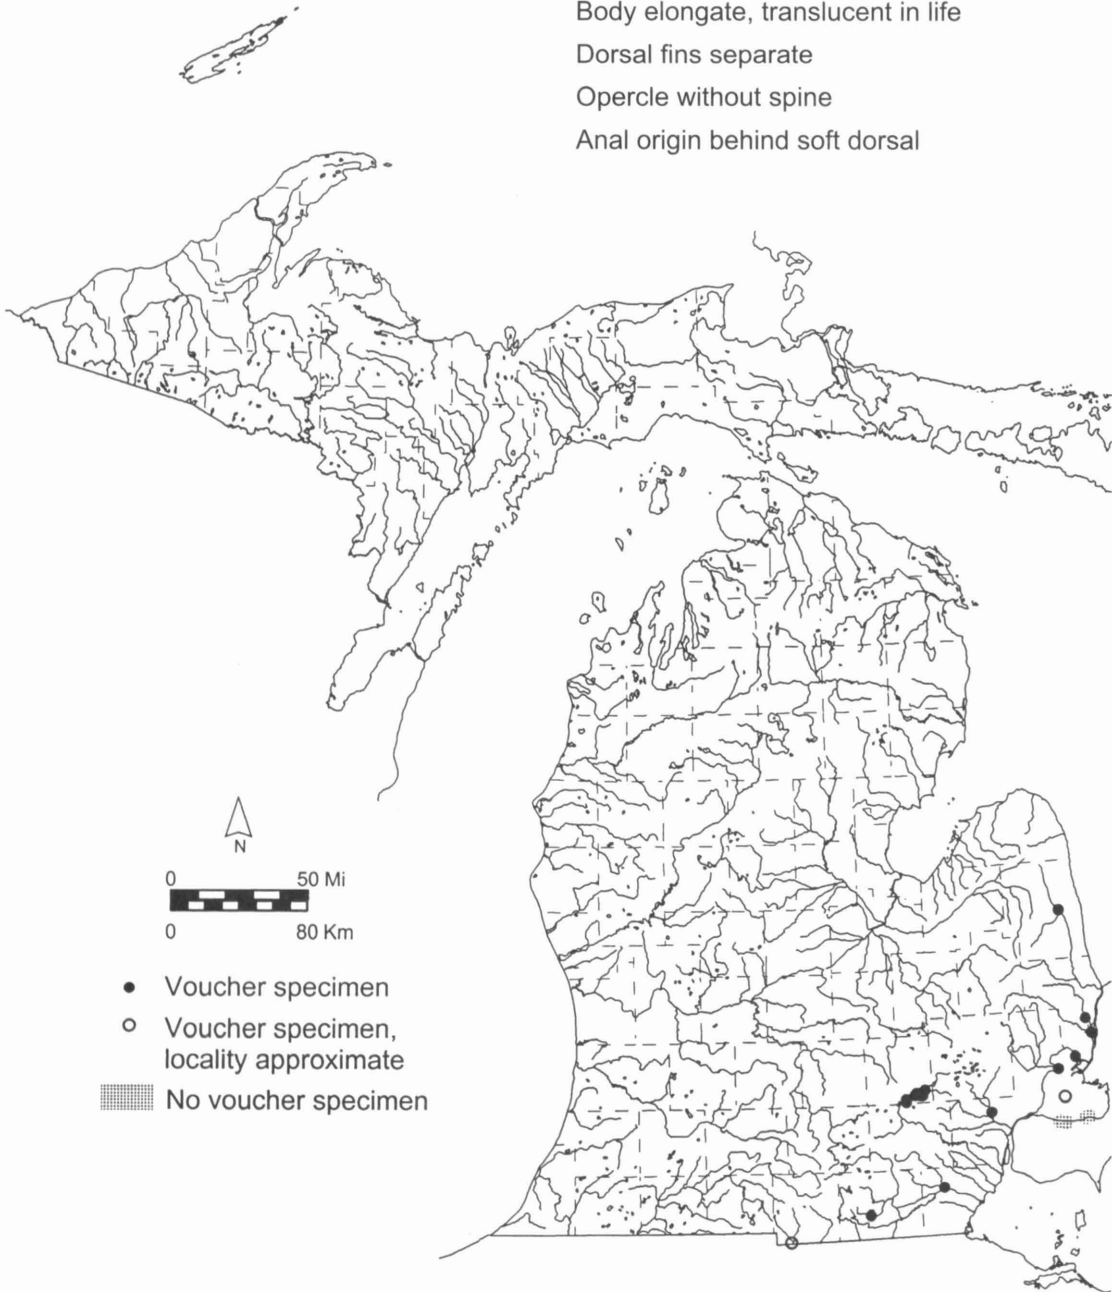 Body elongate, translucent in life
Dorsal fins separate
Opercle without spine
Anal origin behind soft dorsal
N
0 50 Mi
0 80 Km
Voucher specimen
Voucher specimen,
locality approximate
No voucher specimen